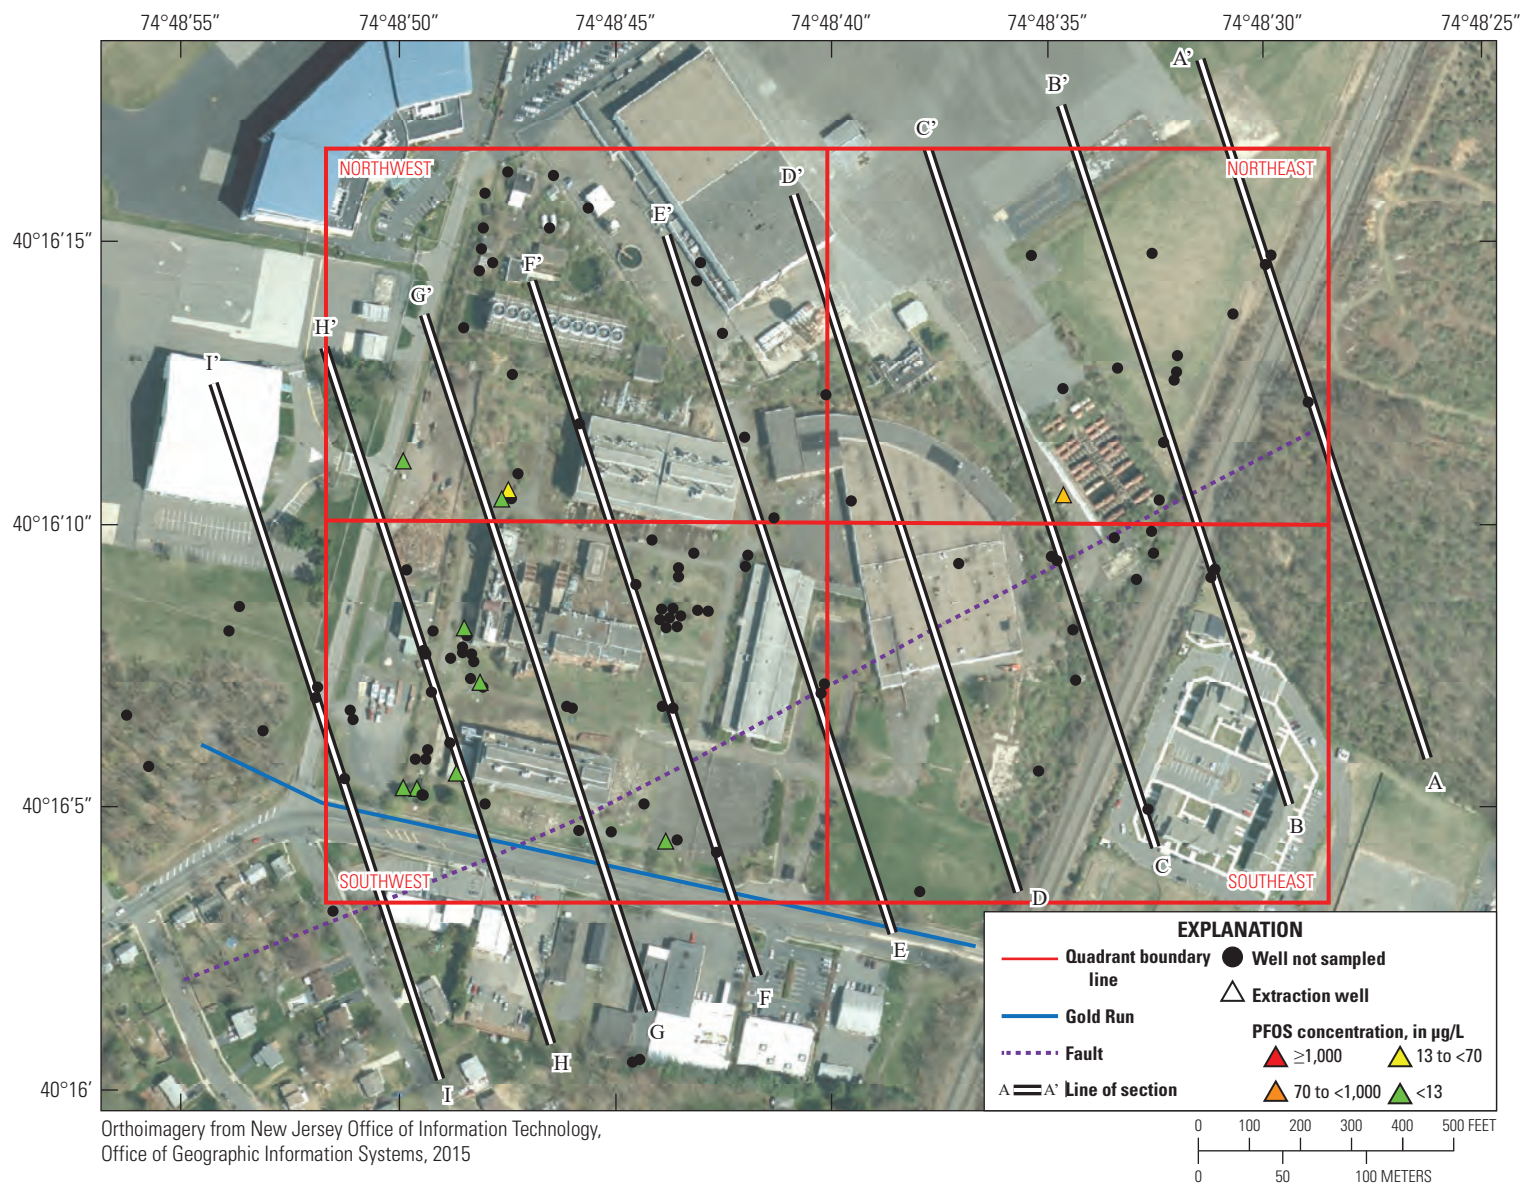 74°48′55″ 74°48′50″ 74°48′45″ 74°48′40″ 74°48′35″ 74°48′30″ 74°48′25″
A’
B’
C’
NORTHWEST
NORTHEAST
D’
E’
40°16′15″
F’
G’
H’
I’
40°16′10″
A
40°16′5″
B
C
SOUTHWEST
SOUTHEAST
D
E
F
G
H
I
40°16′
EXPLANATION
Quadrant boundary line
Gold Run
Fault
A A’ Line of section
Well not sampled
Extraction well
PFOS concentration, in µg/L
≥1,000
13 to <70
70 to <1,000
<13
Orthoimagery from New Jersey Office of Information Technology,
Office of Geographic Information Systems, 2015
0 100 200 300 400 500 FEET
0 50 100 METERS